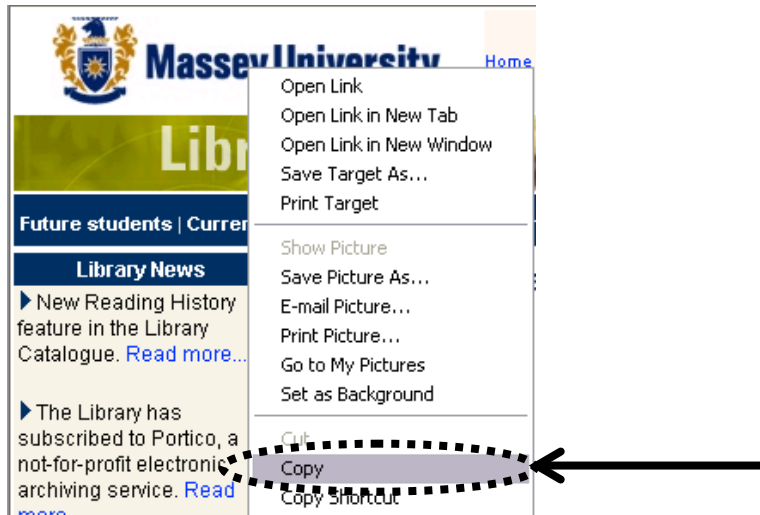 Massey University
Home
Libr
Future students | Curren
Library News
New Reading History
feature in the Library
Catalogue. Read more...
The Library has
subscribed to Portico, a
not-for-profit electronic
archiving service. Read
more
Open Link
Open Link in New Tab
Open Link in New Window
Save Target As...
Print Target
Show Picture
Save Picture As...
E-mail Picture...
Print Picture...
Go to My Pictures
Set as Background
Cut
Copy
Copy Shortcut